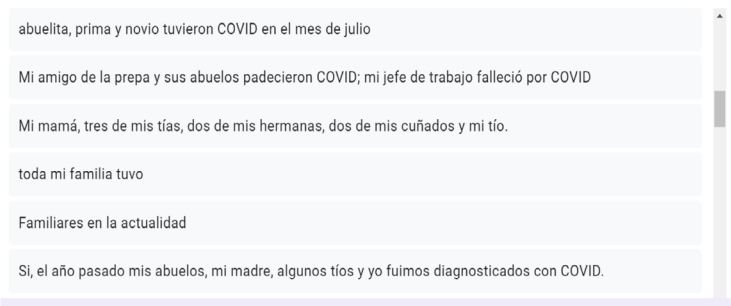 abuelita, prima y novio tuvieron COVID en el mes de julio
Mi amigo de la prepa y sus abuelos padecieron COVID; mi jefe de trabajo falleció por COVID
Mi mamá, tres de mis tías, dos de mis hermanas, dos de mis cuñados y mi tío.
toda mi familia tuvo
Familiares en la actualidad
Si, el año pasado mis abuelos, mi madre, algunos tíos y yo fuimos diagnosticados con COVID.